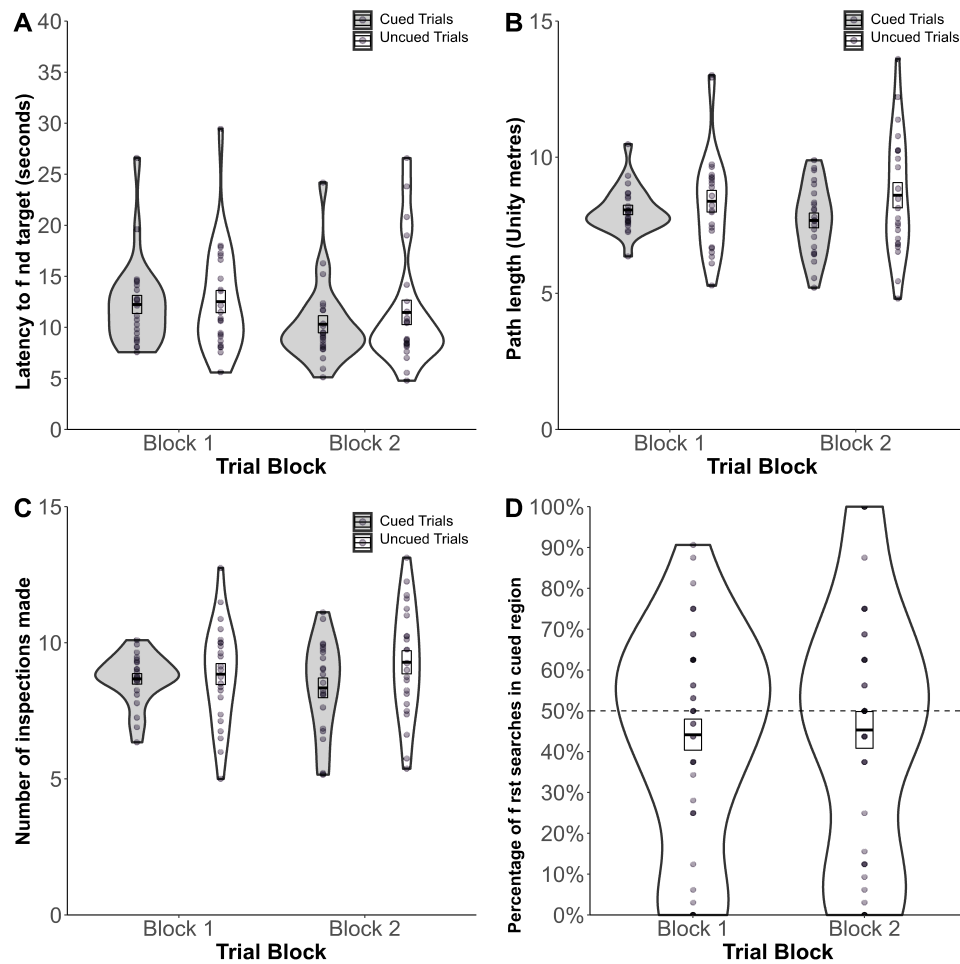 A
40
35
30
25
20
15
10
5
0
Latency to f nd target (seconds)
Cued Trials
Uncued Trials
Block 1
Block 2
Trial Block
B
15
10
5
0
Path length (Unity metres)
Cued Trials
Uncued Trials
Block 1
Block 2
Trial Block
C
15
10
5
0
Number of inspections made
Cued Trials
Uncued Trials
Block 1
Block 2
Trial Block
D
100%
90%
80%
70%
60%
50%
40%
30%
20%
10%
0%
Percentage of f rst searches in cued region
Block 1
Block 2
Trial Block